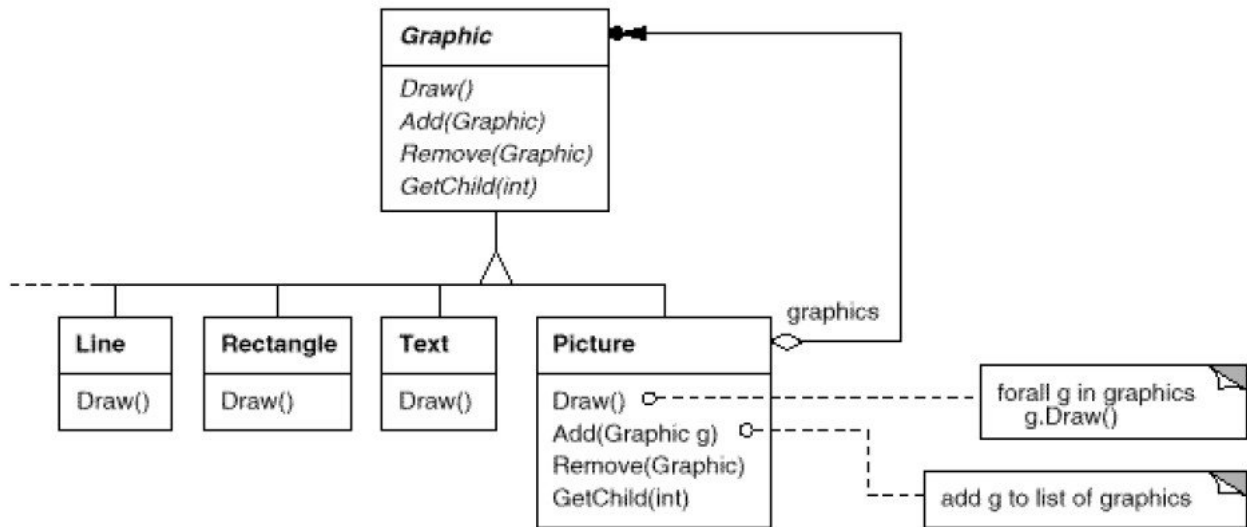 Graphic
Draw()
Add(Graphic)
Remove(Graphic)
GetChild(int)
graphics
Line
Draw()
Rectangle
Draw()
Text
Draw()
Picture
Draw()
Add(Graphic g)
Remove(Graphic)
GetChild(int)
forall g in graphics
g.Draw()
add g to list of graphics